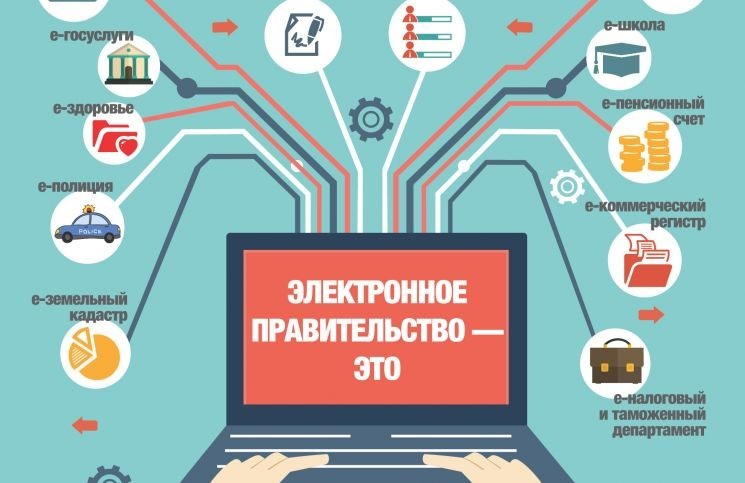 е-госуслуги
е-школа
е-здоровье
е-пенсионный
счет
е-полиция
POLICE
е-коммерческий
регистр
е-земельный
кадастр
ЭЛЕКТРОННОЕ
ПРАВИТЕЛЬСТВО —
ЭТО
е-налоговый
и таможенный
департамент